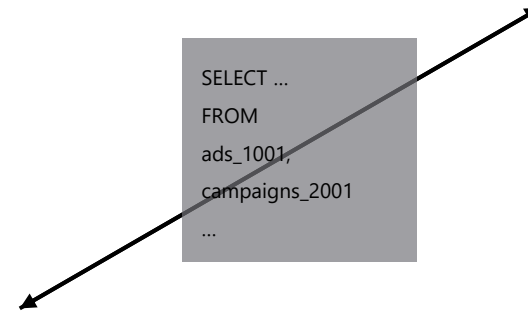 SELECT ...
FROM
ads_1001,
campaigns_2001
...